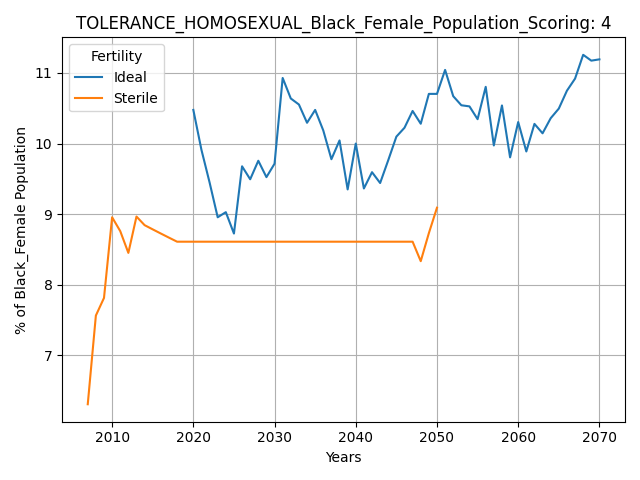 TOLERANCE_HOMOSEXUAL_Black_Female_Population_Scoring: 4
Fertility
Ideal
Sterile
% of Black_Female Population
11
10
9
8
7
2010 2020 2030 2040 2050 2060 2070
Years